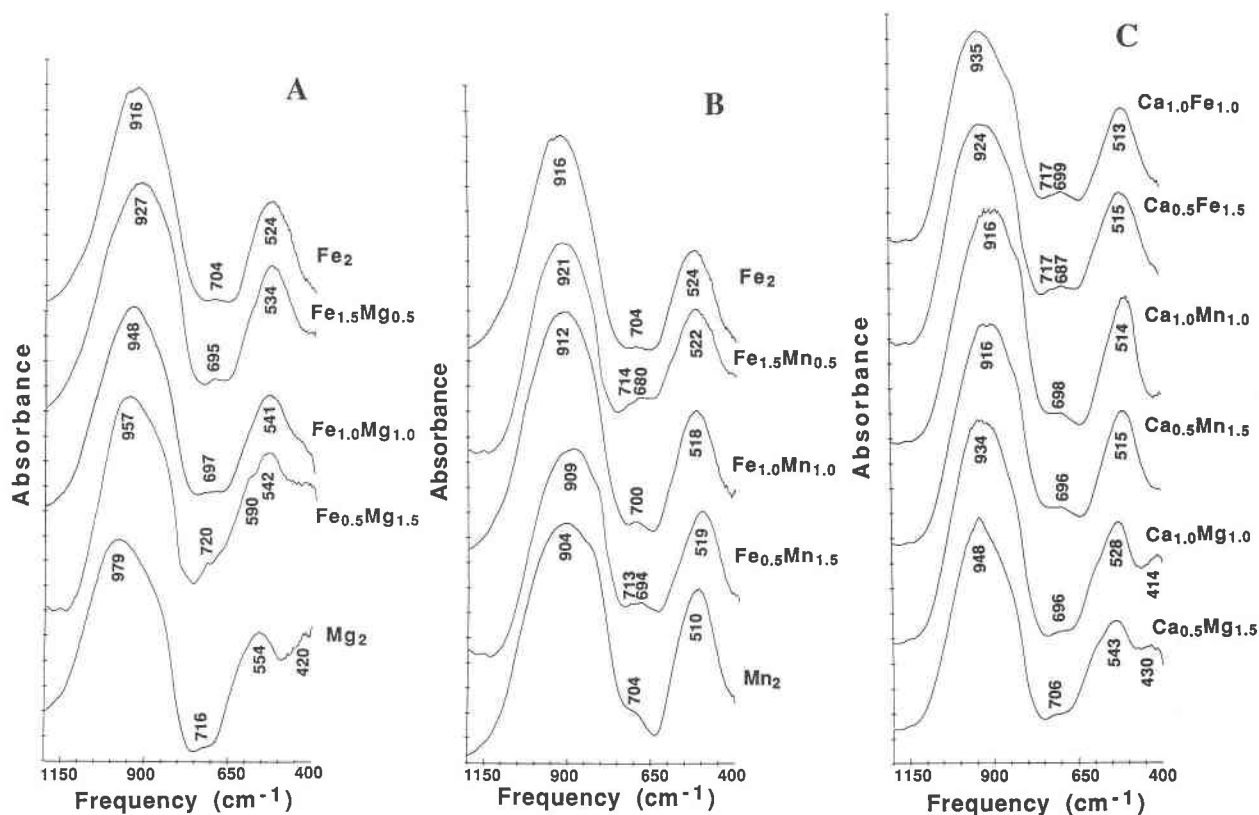 A
916
927
524
704
Fe2
534
948
695
Fe1.5Mg0.5
957
541
697
Fe1.0Mg1.0
590
542
720
Fe0.5Mg1.5
979
Mg2
554
420
716
Absorbance
1150 900 650 400
Frequency (cm-1)
B
916
921
524
704
Fe2
912
522
714
680
Fe1.5Mn0.5
518
909
700
Fe1.0Mn1.0
904
519
713
694
Fe0.5Mn1.5
510
704
Mn2
Absorbance
1150 900 650 400
Frequency (cm-1)
C
935
Ca1.0Fe1.0
924
513
717
699
Ca0.5Fe1.5
916
515
717
687
Ca1.0Mn1.0
916
514
698
Ca0.5Mn1.5
934
515
696
Ca1.0Mg1.0
948
528
414
696
Ca0.5Mg1.5
543
430
706
Absorbance
1150 900 650 400
Frequency (cm-1)